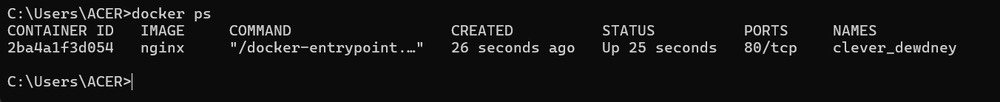 C:\Users\ACER>docker ps
CONTAINER ID   IMAGE     COMMAND                  CREATED          STATUS          PORTS     NAMES
2ba4a1f3d054   nginx     "/docker-entrypoint.…"   26 seconds ago   Up 25 seconds   80/tcp    clever_dewdney
C:\Users\ACER>